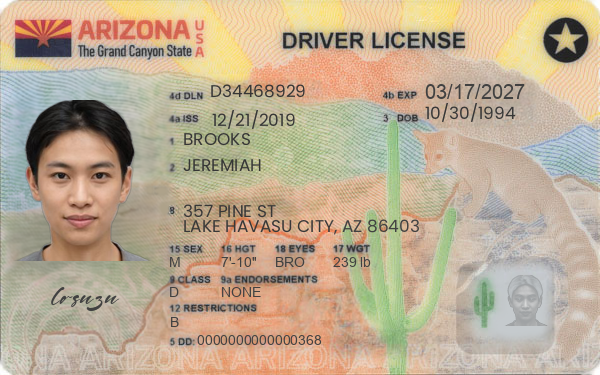 ARIZONA USA
The Grand Canyon State
DRIVER LICENSE
4d DLN D34468929
4b EXP 03/17/2027
4a ISS 12/21/2019
3 DOB 10/30/1994
1 BROOKS
2 JEREMIAH
8 357 PINE ST
LAKE HAVASU CITY, AZ 86403
15 SEX 16 HGT 18 EYES 17 WGT
M 7'-10" BRO 239 lb
9 CLASS 9a ENDORSEMENTS
D NONE
12 RESTRICTIONS
B
5 DD: 0000000000000368
ARIZONA ARIZONA ARIZONA ARIZONA